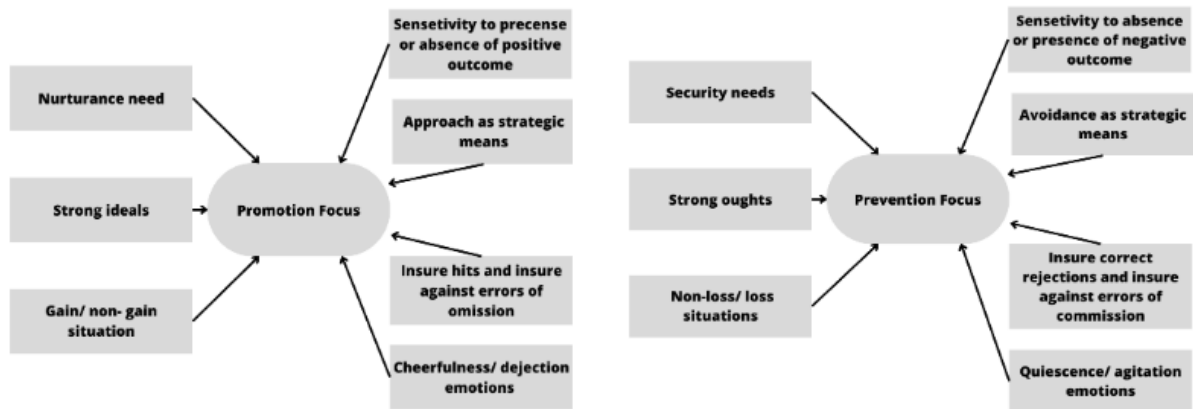 Nurturance need
Strong ideals
Gain/ non- gain
situation
Promotion Focus
Sensetivity to precense
or absence of positive
outcome
Approach as strategic
means
Insure hits and insure
against errors of
omission
Cheerfulness/ dejection
emotions
Security needs
Strong oughts
Non-loss/ loss
situations
Prevention Focus
Sensetivity to absence
or presence of negative
outcome
Avoidance as strategic
means
Insure correct
rejections and insure
against errors of
commission
Quiescence/ agitation
emotions